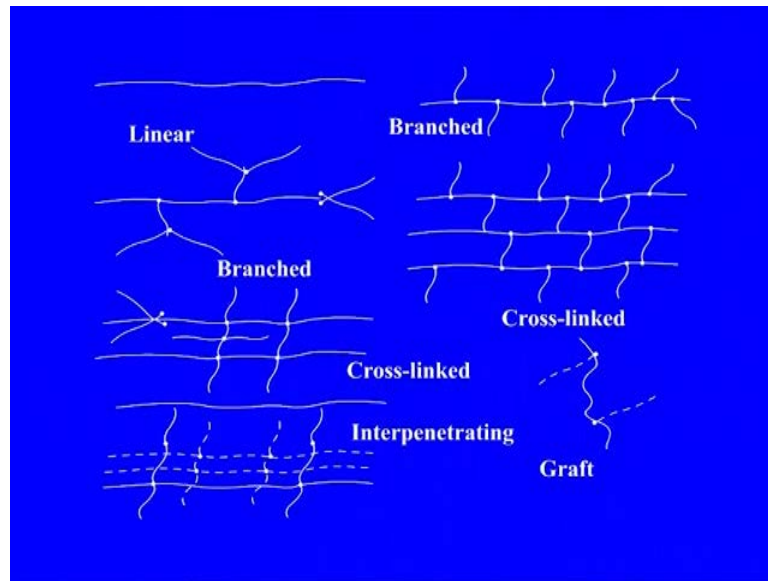 Linear
Branched
Branched
Cross-linked
Cross-linked
Interpenetrating
Graft